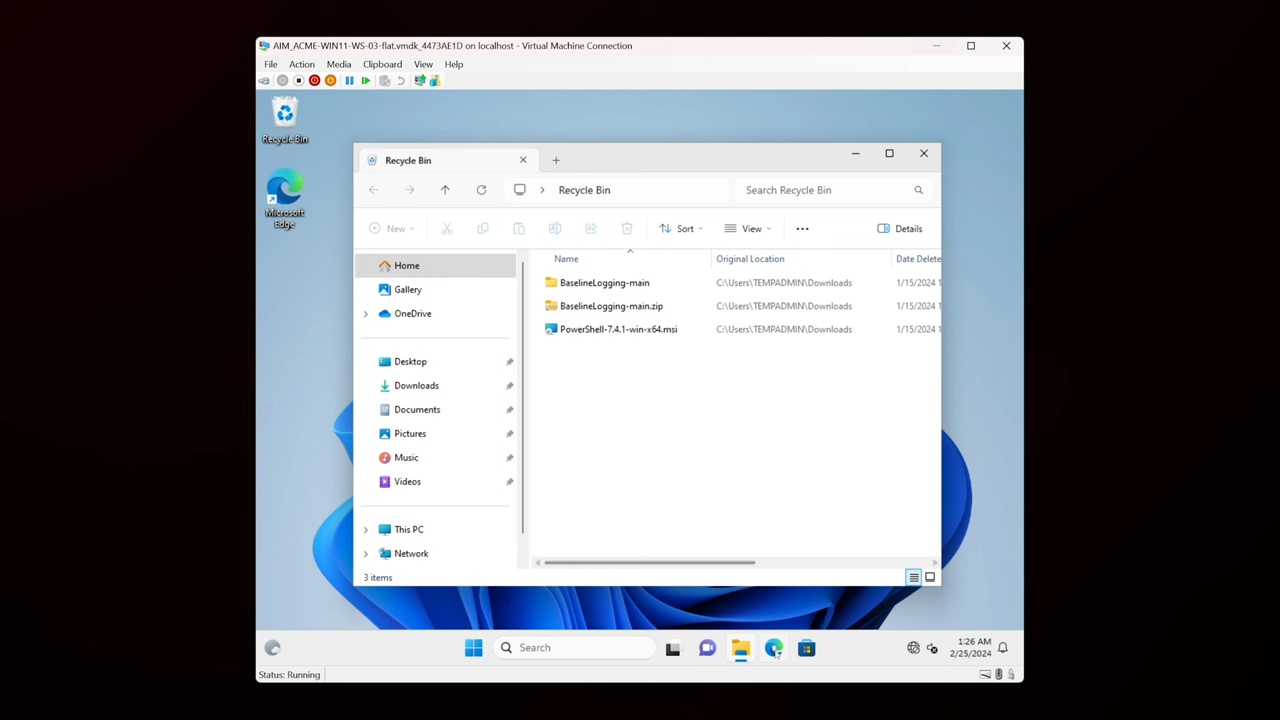 AIM_ACME-WIN11-WS-03-flat.vmdk_4473AE1D on localhost - Virtual Machine Connection
File Action Media Clipboard View Help
Recycle Bin
Microsoft
Edge
Recycle Bin
Recycle Bin
Search Recycle Bin
New
Sort
View
Details
Home
Gallery
OneDrive
Desktop
Downloads
Documents
Pictures
Music
Videos
This PC
Network
Name Original Location Date Delete
BaselineLogging-main C:\Users\TEMPADMIN\Downloads 1/15/2024 1
BaselineLogging-main.zip C:\Users\TEMPADMIN\Downloads 1/15/2024 1
PowerShell-7.4.1-win-x64.msi C:\Users\TEMPADMIN\Downloads 1/15/2024 1
3 items
Search
1:26 AM
2/25/2024
Status: Running